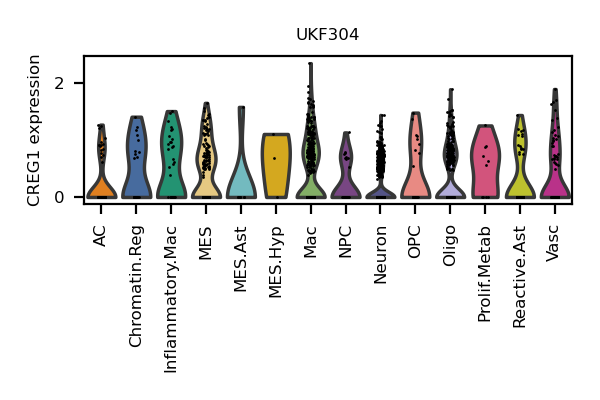 UKF304
CREG1 expression
2
0
AC
Chromatin.Reg
Inflammatory.Mac
MES
MES.Ast
MES.Hyp
Mac
NPC
Neuron
OPC
Oligo
Prolif.Metab
Reactive.Ast
Vasc